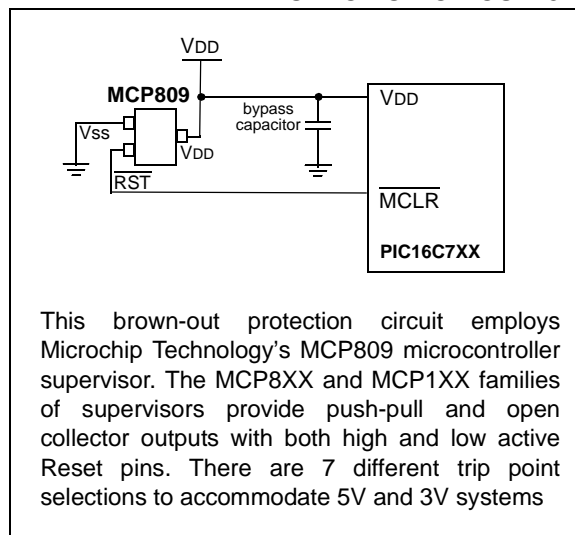 VDD
MCP809
VDD
bypass
capacitor
Vss
VDD
RST
MCLR
PIC16C7XX
This brown-out protection circuit employs
Microchip Technology's MCP809 microcontroller
supervisor. The MCP8XX and MCP1XX families
of supervisors provide push-pull and open
collector outputs with both high and low active
Reset pins. There are 7 different trip point
selections to accommodate 5V and 3V systems